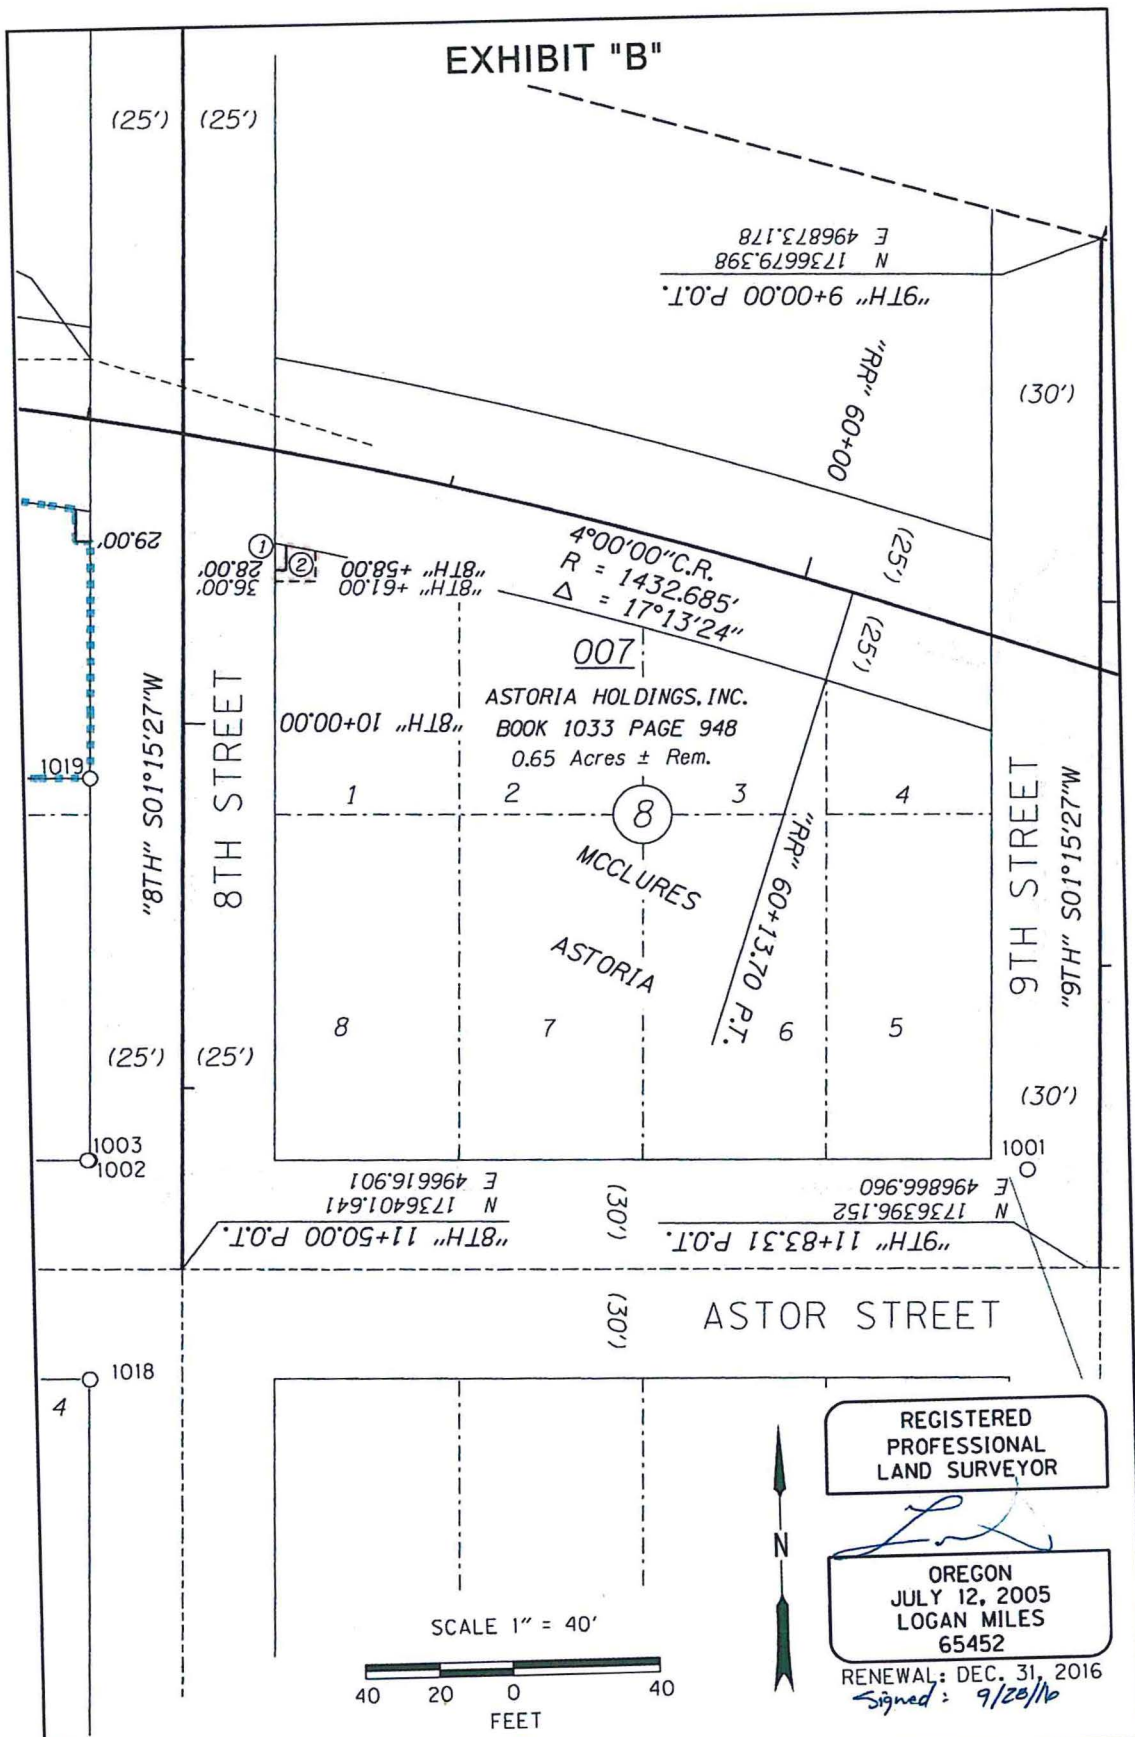 EXHIBIT "B"
(25')
(25')
"9TH" 9+00.00 P.O.T.
N 1736679.398
E 496873.178
(30')
"RR" 60+00
(25')
(25')
4°00'00"C.R.
R = 1432.685'
Δ = 17°13'24"
29.00'
1
2
28.00'
36.00'
"8TH" +58.00
"8TH" +61.00
007
ASTORIA HOLDINGS, INC.
BOOK 1033 PAGE 948
0.65 Acres ± Rem.
"8TH" 10+00.00
1019
"8TH" S01°15'27"W
8TH STREET
1
2
3
4
8
MCCLURES
ASTORIA
"RR" 60+13.70 P.T.
9TH STREET
"9TH" S01°15'27"W
8
7
6
5
(25')
(25')
(30')
1003
1002
1001
"8TH" 11+50.00 P.O.T.
N 1736401.641
E 496616.901
(30')
"9TH" 11+83.31 P.O.T.
N 1736396.152
E 496866.960
(30')
ASTOR STREET
1018
4
N
SCALE 1" = 40'
40 20 0 40
FEET
REGISTERED
PROFESSIONAL
LAND SURVEYOR
OREGON
JULY 12, 2005
LOGAN MILES
65452
RENEWAL: DEC. 31, 2016
Signed: 9/28/16